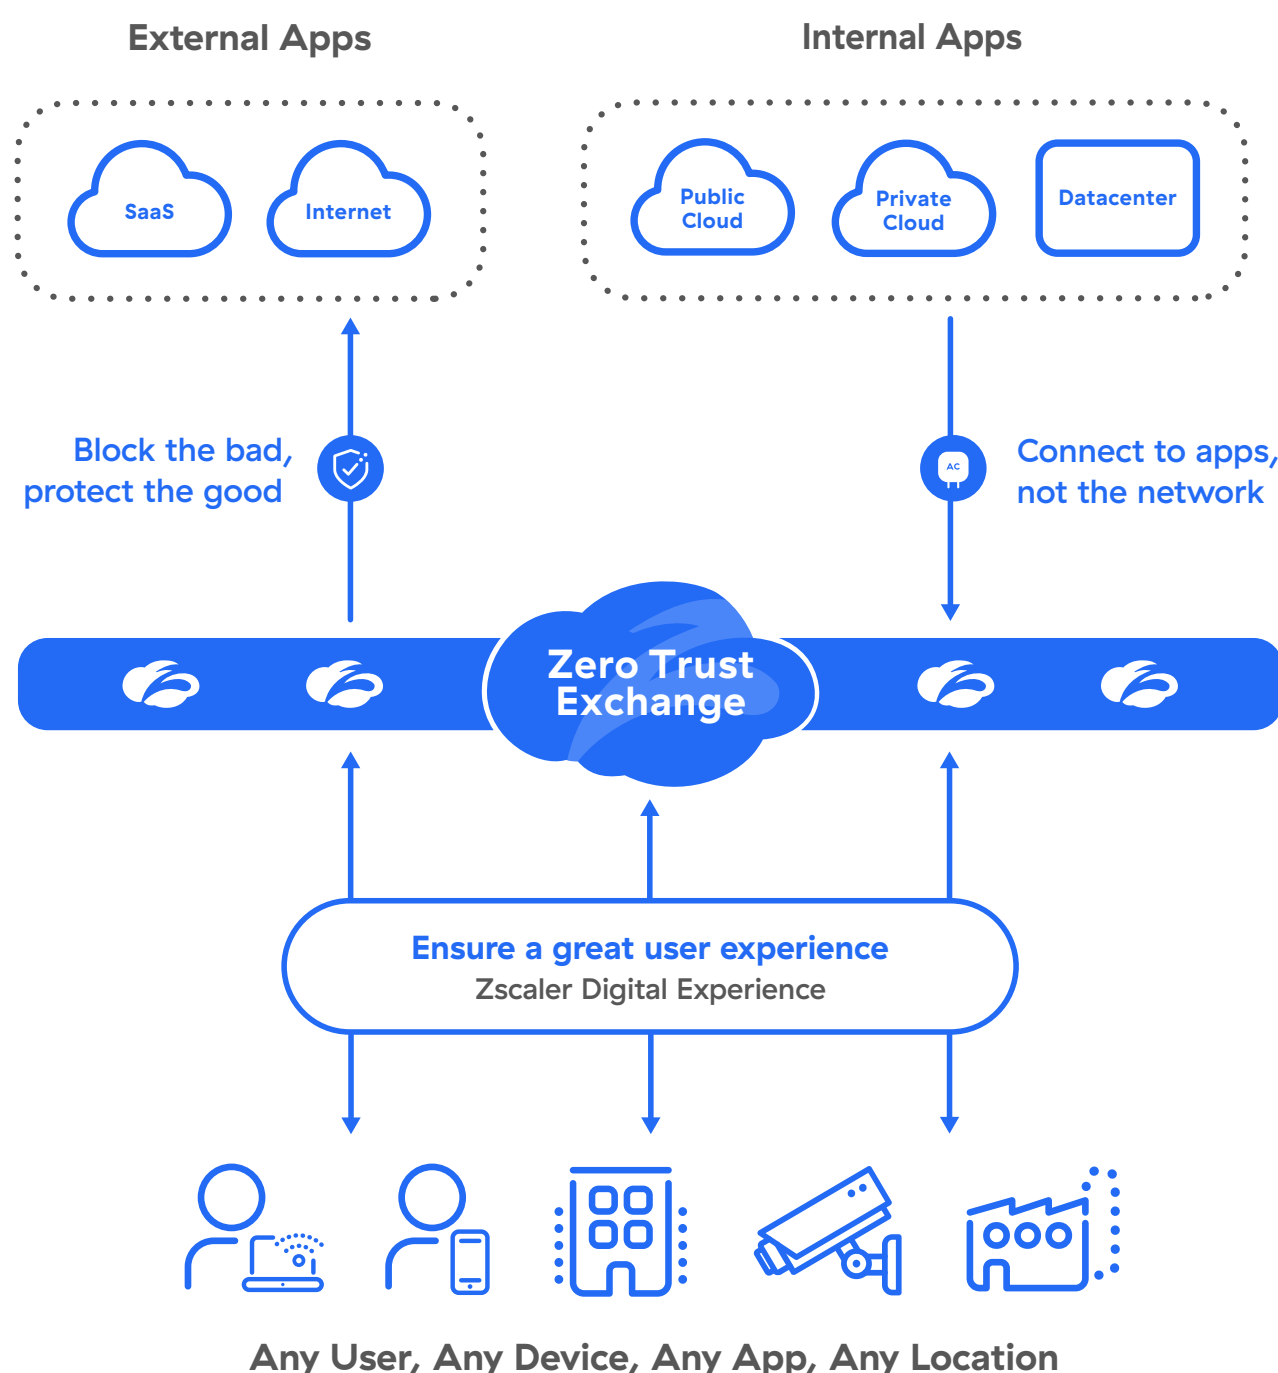 External Apps
Internal Apps
SaaS
Internet
Public
Cloud
Private
Cloud
Datacenter
Block the bad,
protect the good
AC
Connect to apps,
not the network
Zero Trust
Exchange
Ensure a great user experience
Zscaler Digital Experience
Any User, Any Device, Any App, Any Location